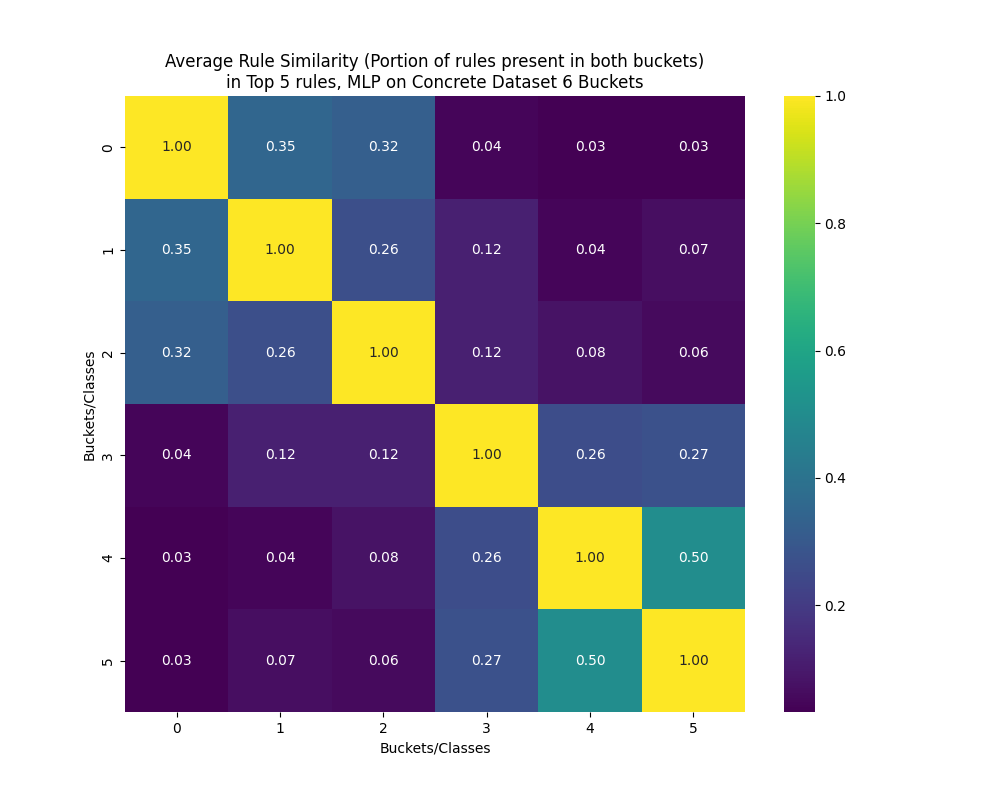 Average Rule Similarity (Portion of rules present in both buckets)
in Top 5 rules, MLP on Concrete Dataset 6 Buckets
Buckets/Classes
0 1.00 0.35 0.32 0.04 0.03 0.03
1 0.35 1.00 0.26 0.12 0.04 0.07
2 0.32 0.26 1.00 0.12 0.08 0.06
3 0.04 0.12 0.12 1.00 0.26 0.27
4 0.03 0.04 0.08 0.26 1.00 0.50
5 0.03 0.07 0.06 0.27 0.50 1.00
0 1 2 3 4 5
Buckets/Classes
1.0
0.8
0.6
0.4
0.2